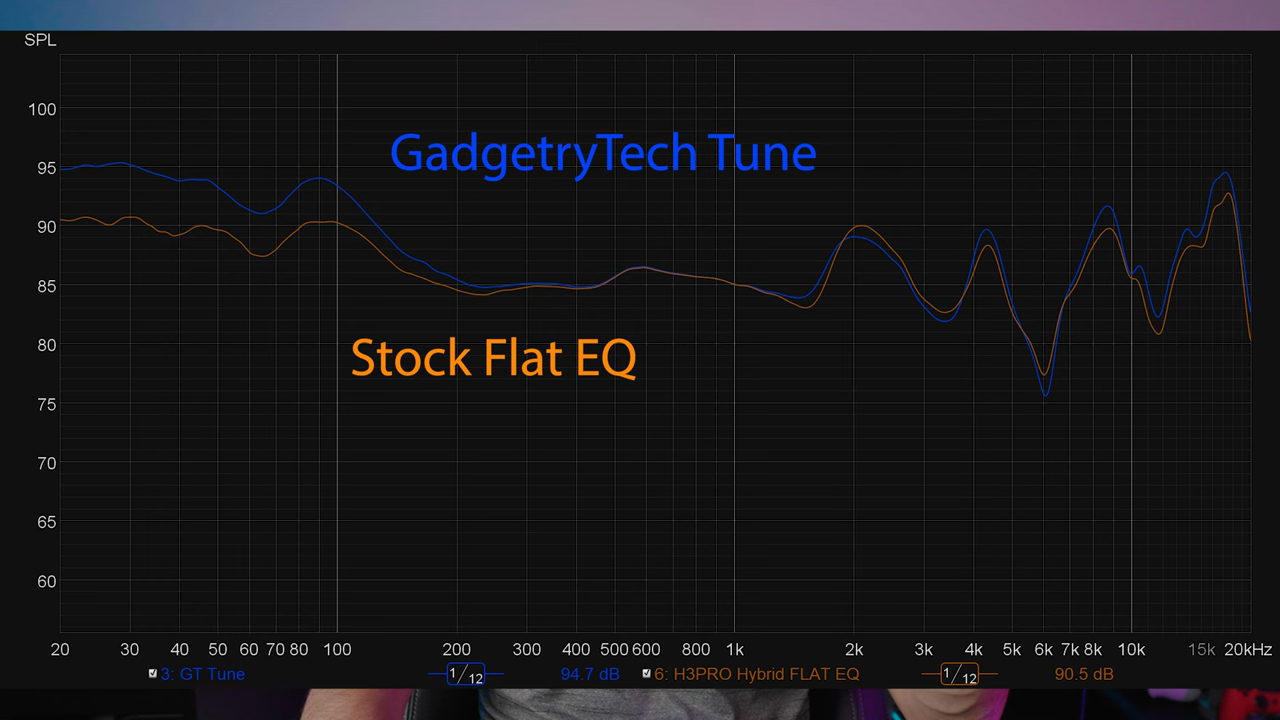 SPL
100
95
90
85
80
75
70
65
60
GadgetryTech Tune
Stock Flat EQ
20 30 40 50 60 70 80 100 200 300 400 500 600 800 1k 2k 3k 4k 5k 6k 7k 8k 10k 15k 20kHz
3: GT Tune 1/12 94.7 dB 6: H3PRO Hybrid FLAT EQ 1/12 90.5 dB